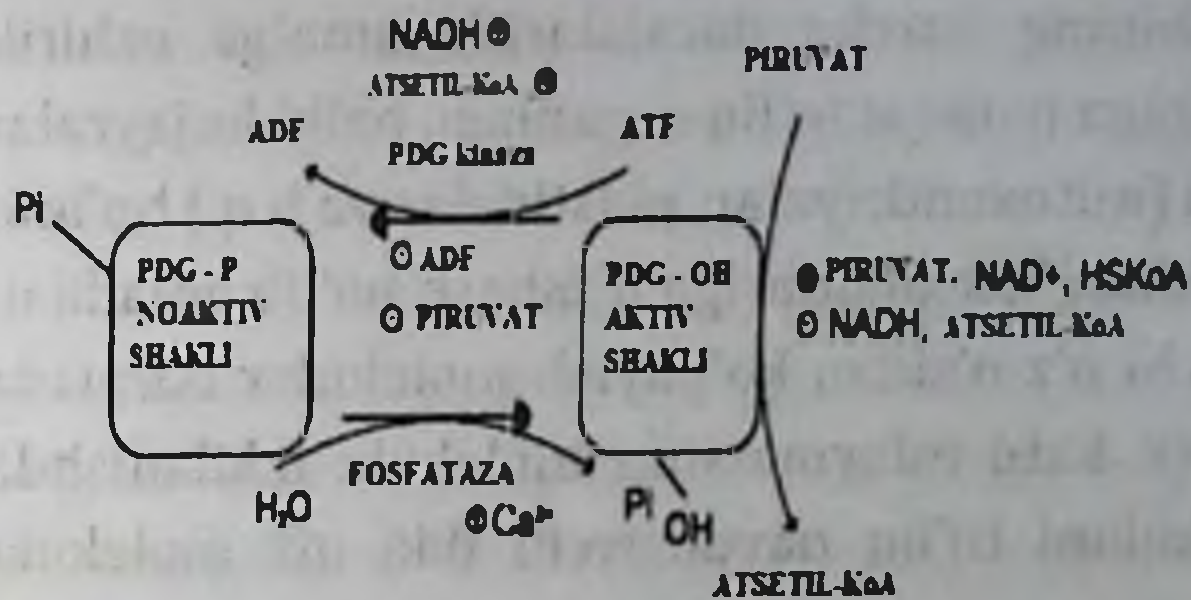 NADH ⊕
ATSETIL-KoA ⊕
ADF
ATF
PDG kinaza
PIRUVAT
Pi
PDG - P
NOAKTIV
SHAKLI
⊖ ADF
⊖ PIRUVAT
PDG - OH
AKTIV
SHAKLI
⊕ PIRUVAT. NAD+, HSKoA
⊖ NADH, ATSETIL-KoA
H₂O
FOSFATAZA
⊕ Ca²⁺
Pi
OH
ATSETIL-KoA